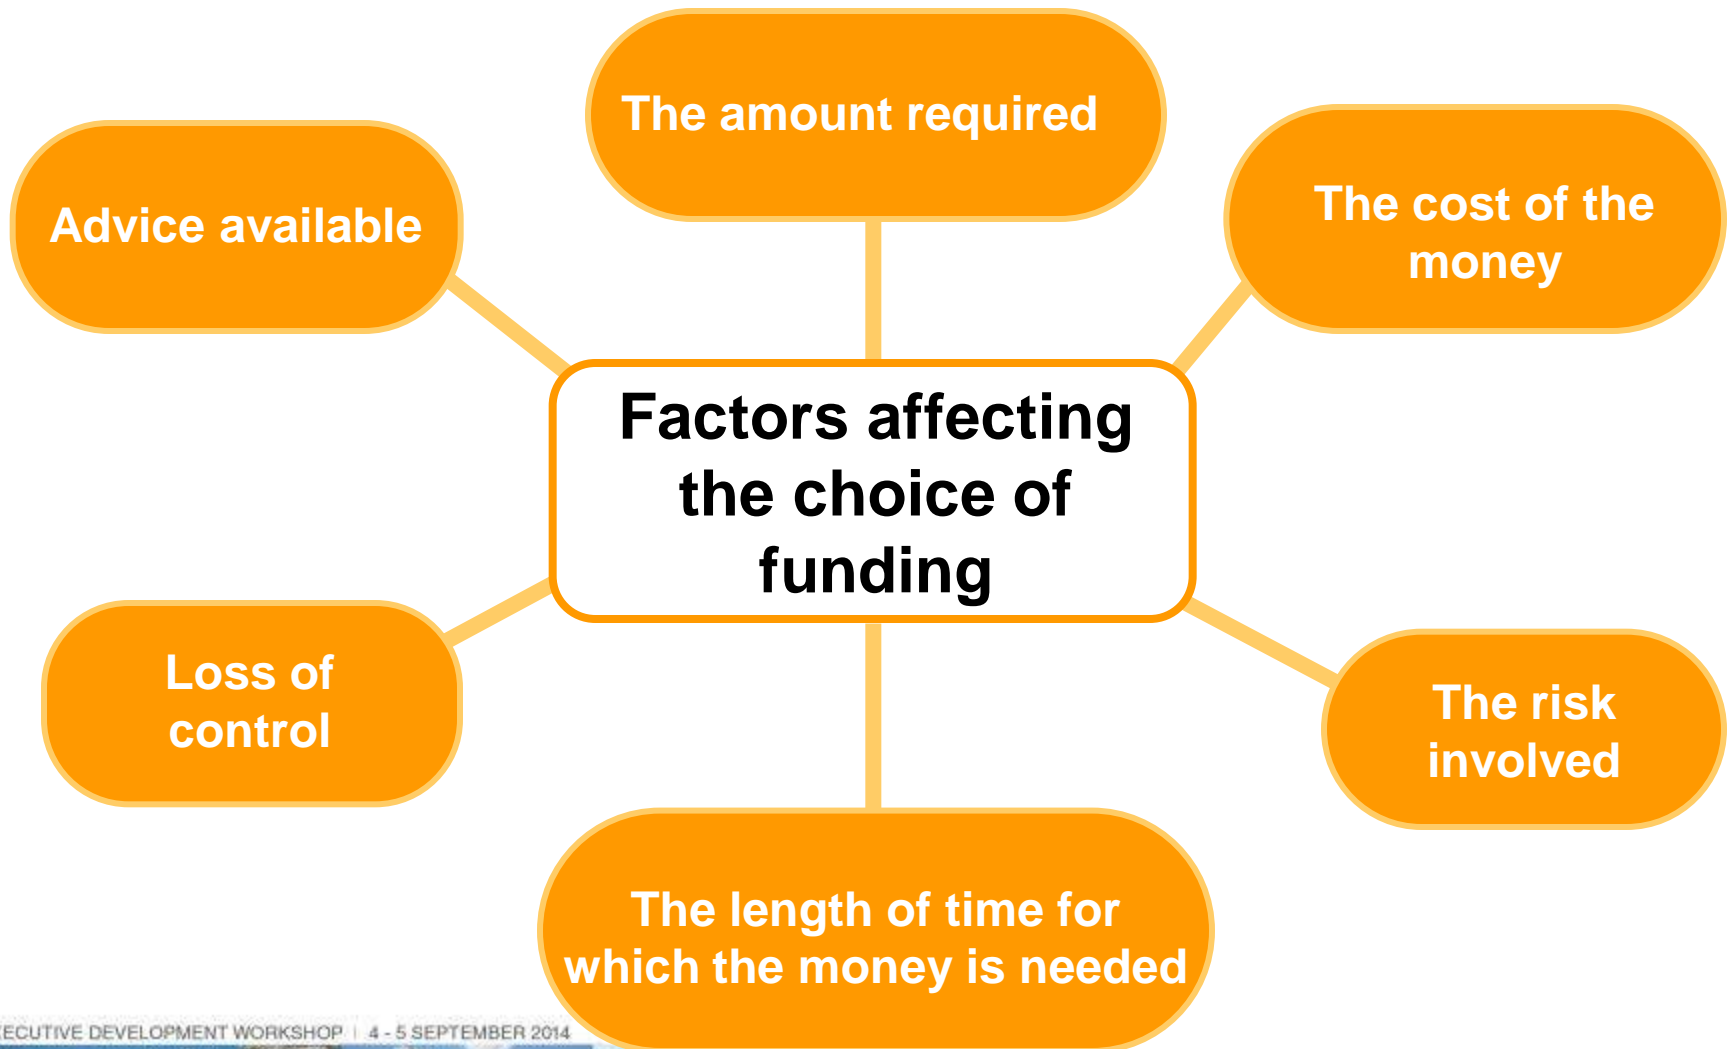 The amount required
Advice available
The cost of the
money
Factors affecting
the choice of
funding
Loss of
control
The risk
involved
The length of time for
which the money is needed
DEVELOPMENT WORKSHOP | 4 - 5 SEPTEMBER 2014